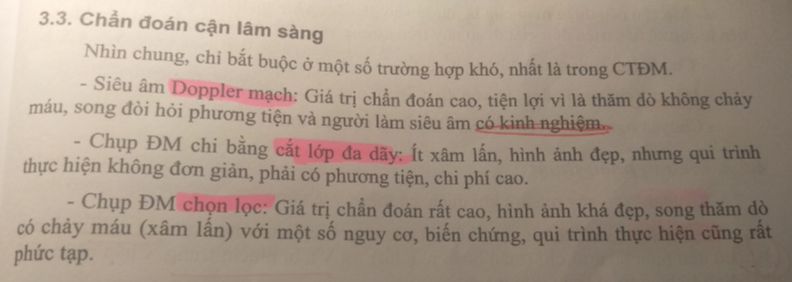 3.3. Chẩn đoán cận lâm sàng
Nhìn chung, chỉ bắt buộc ở một số trường hợp khó, nhất là trong CTĐM.
- Siêu âm Doppler mạch: Giá trị chẩn đoán cao, tiện lợi vì là thăm dò không chảy
máu, song đòi hỏi phương tiện và người làm siêu âm có kinh nghiệm.
- Chụp ĐM chi bằng cắt lớp đa dãy: Ít xâm lấn, hình ảnh đẹp, nhưng qui trình
thực hiện không đơn giản, phải có phương tiện, chi phí cao.
- Chụp ĐM chọn lọc: Giá trị chẩn đoán rất cao, hình ảnh khá đẹp, song thăm dò
có chảy máu (xâm lấn) với một số nguy cơ, biến chứng, qui trình thực hiện cũng rất
phức tạp.